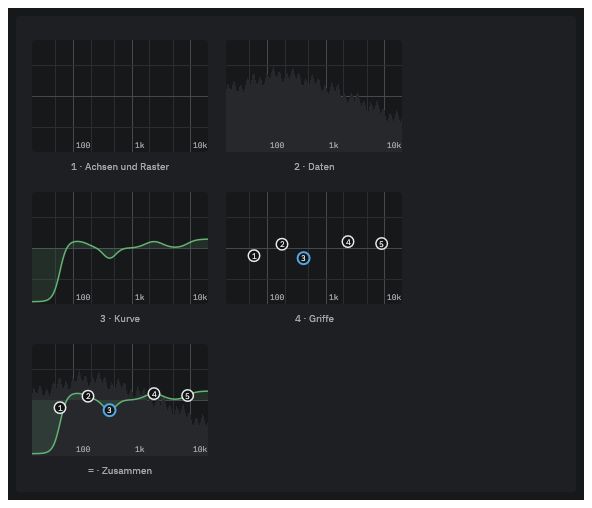 100 1k 10k
1 · Achsen und Raster
100 1k 10k
2 · Daten
100 1k 10k
3 · Kurve
1 2 3 4 5
100 1k 10k
4 · Griffe
1 2 3 4 5
100 1k 10k
= · Zusammen